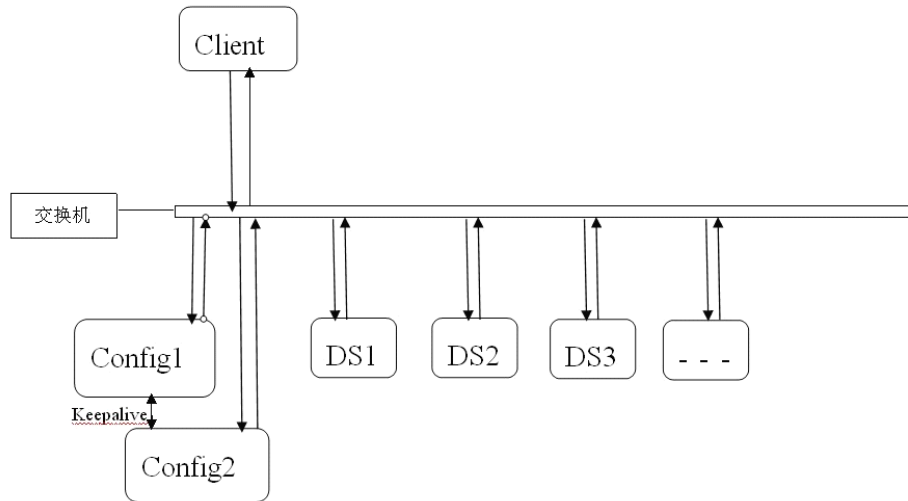 Client
交换机
Config1
DS1
DS2
DS3
- - -
Keepalive
Config2